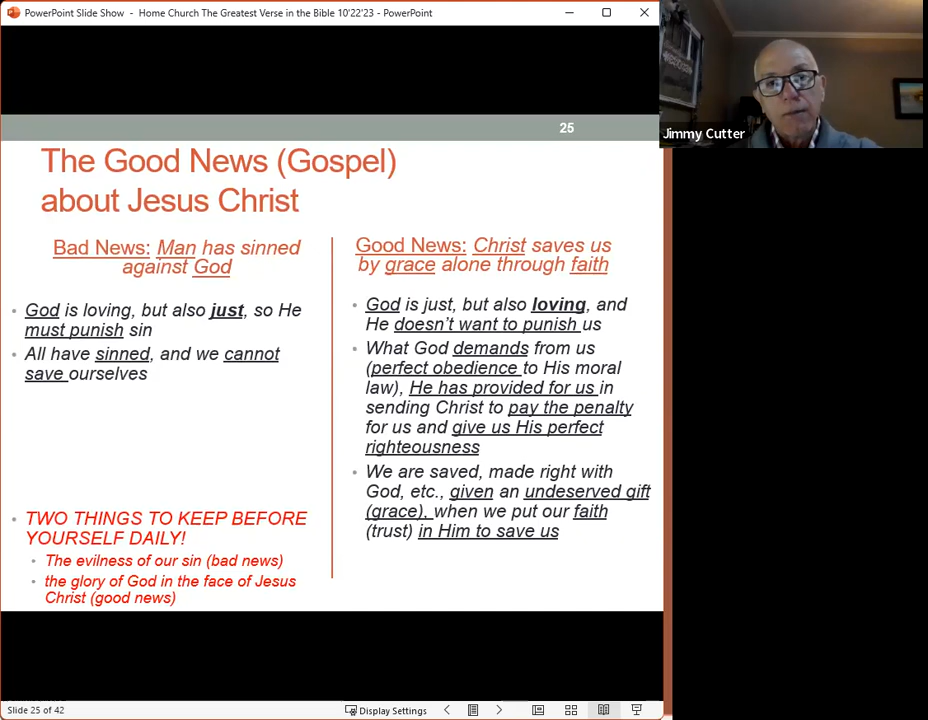 PowerPoint Slide Show - Home Church The Greatest Verse in the Bible 10'22'23 - PowerPoint
Jimmy Cutter
25
The Good News (Gospel)
about Jesus Christ
Bad News: Man has sinned
against God
God is loving, but also just, so He
must punish sin
All have sinned, and we cannot
save ourselves
TWO THINGS TO KEEP BEFORE
YOURSELF DAILY!
The evilness of our sin (bad news)
the glory of God in the face of Jesus
Christ (good news)
Good News: Christ saves us
by grace alone through faith
God is just, but also loving, and
He doesn't want to punish us
What God demands from us
(perfect obedience to His moral
law), He has provided for us in
sending Christ to pay the penalty
for us and give us His perfect
righteousness
We are saved, made right with
God, etc., given an undeserved gift
(grace), when we put our faith
(trust) in Him to save us
Slide 25 of 42
Display Settings